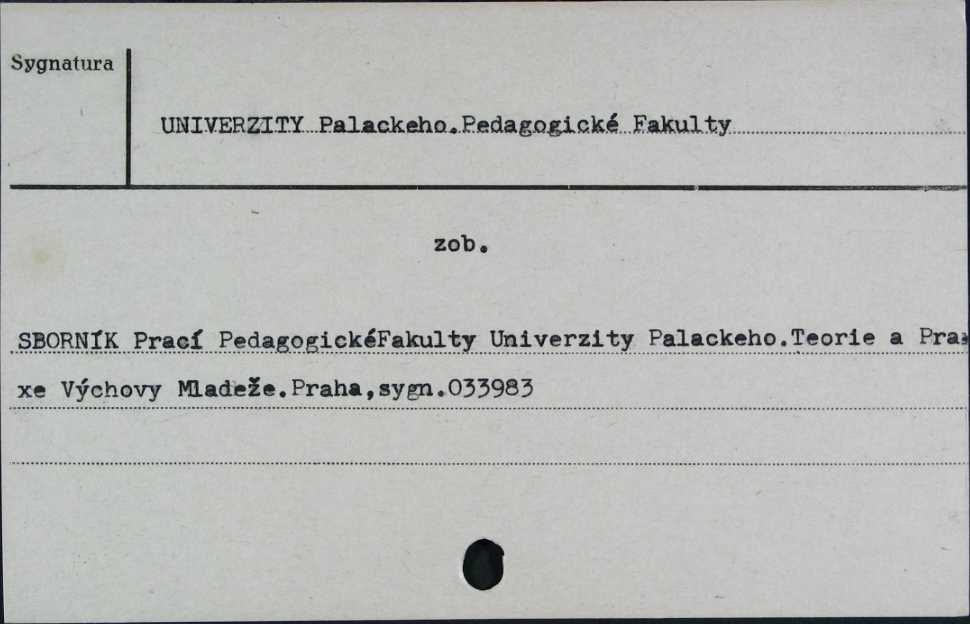 Sygnatura
UNIVERZITY Palackeho.Pedagogické Fakulty
zob.
SBORNÍK Prací PedagogickéFakulty Univerzity Palackeho.Teorie a Pra-
xe Výchovy Mladeže.Praha,sygn.033983